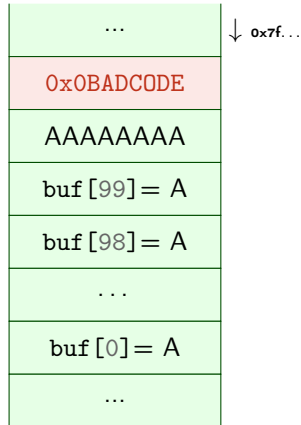 ...
↓ 0x7f...
0x0BADCODE
AAAAAAAA
buf[99]= A
buf[98]= A
...
buf[0]= A
...